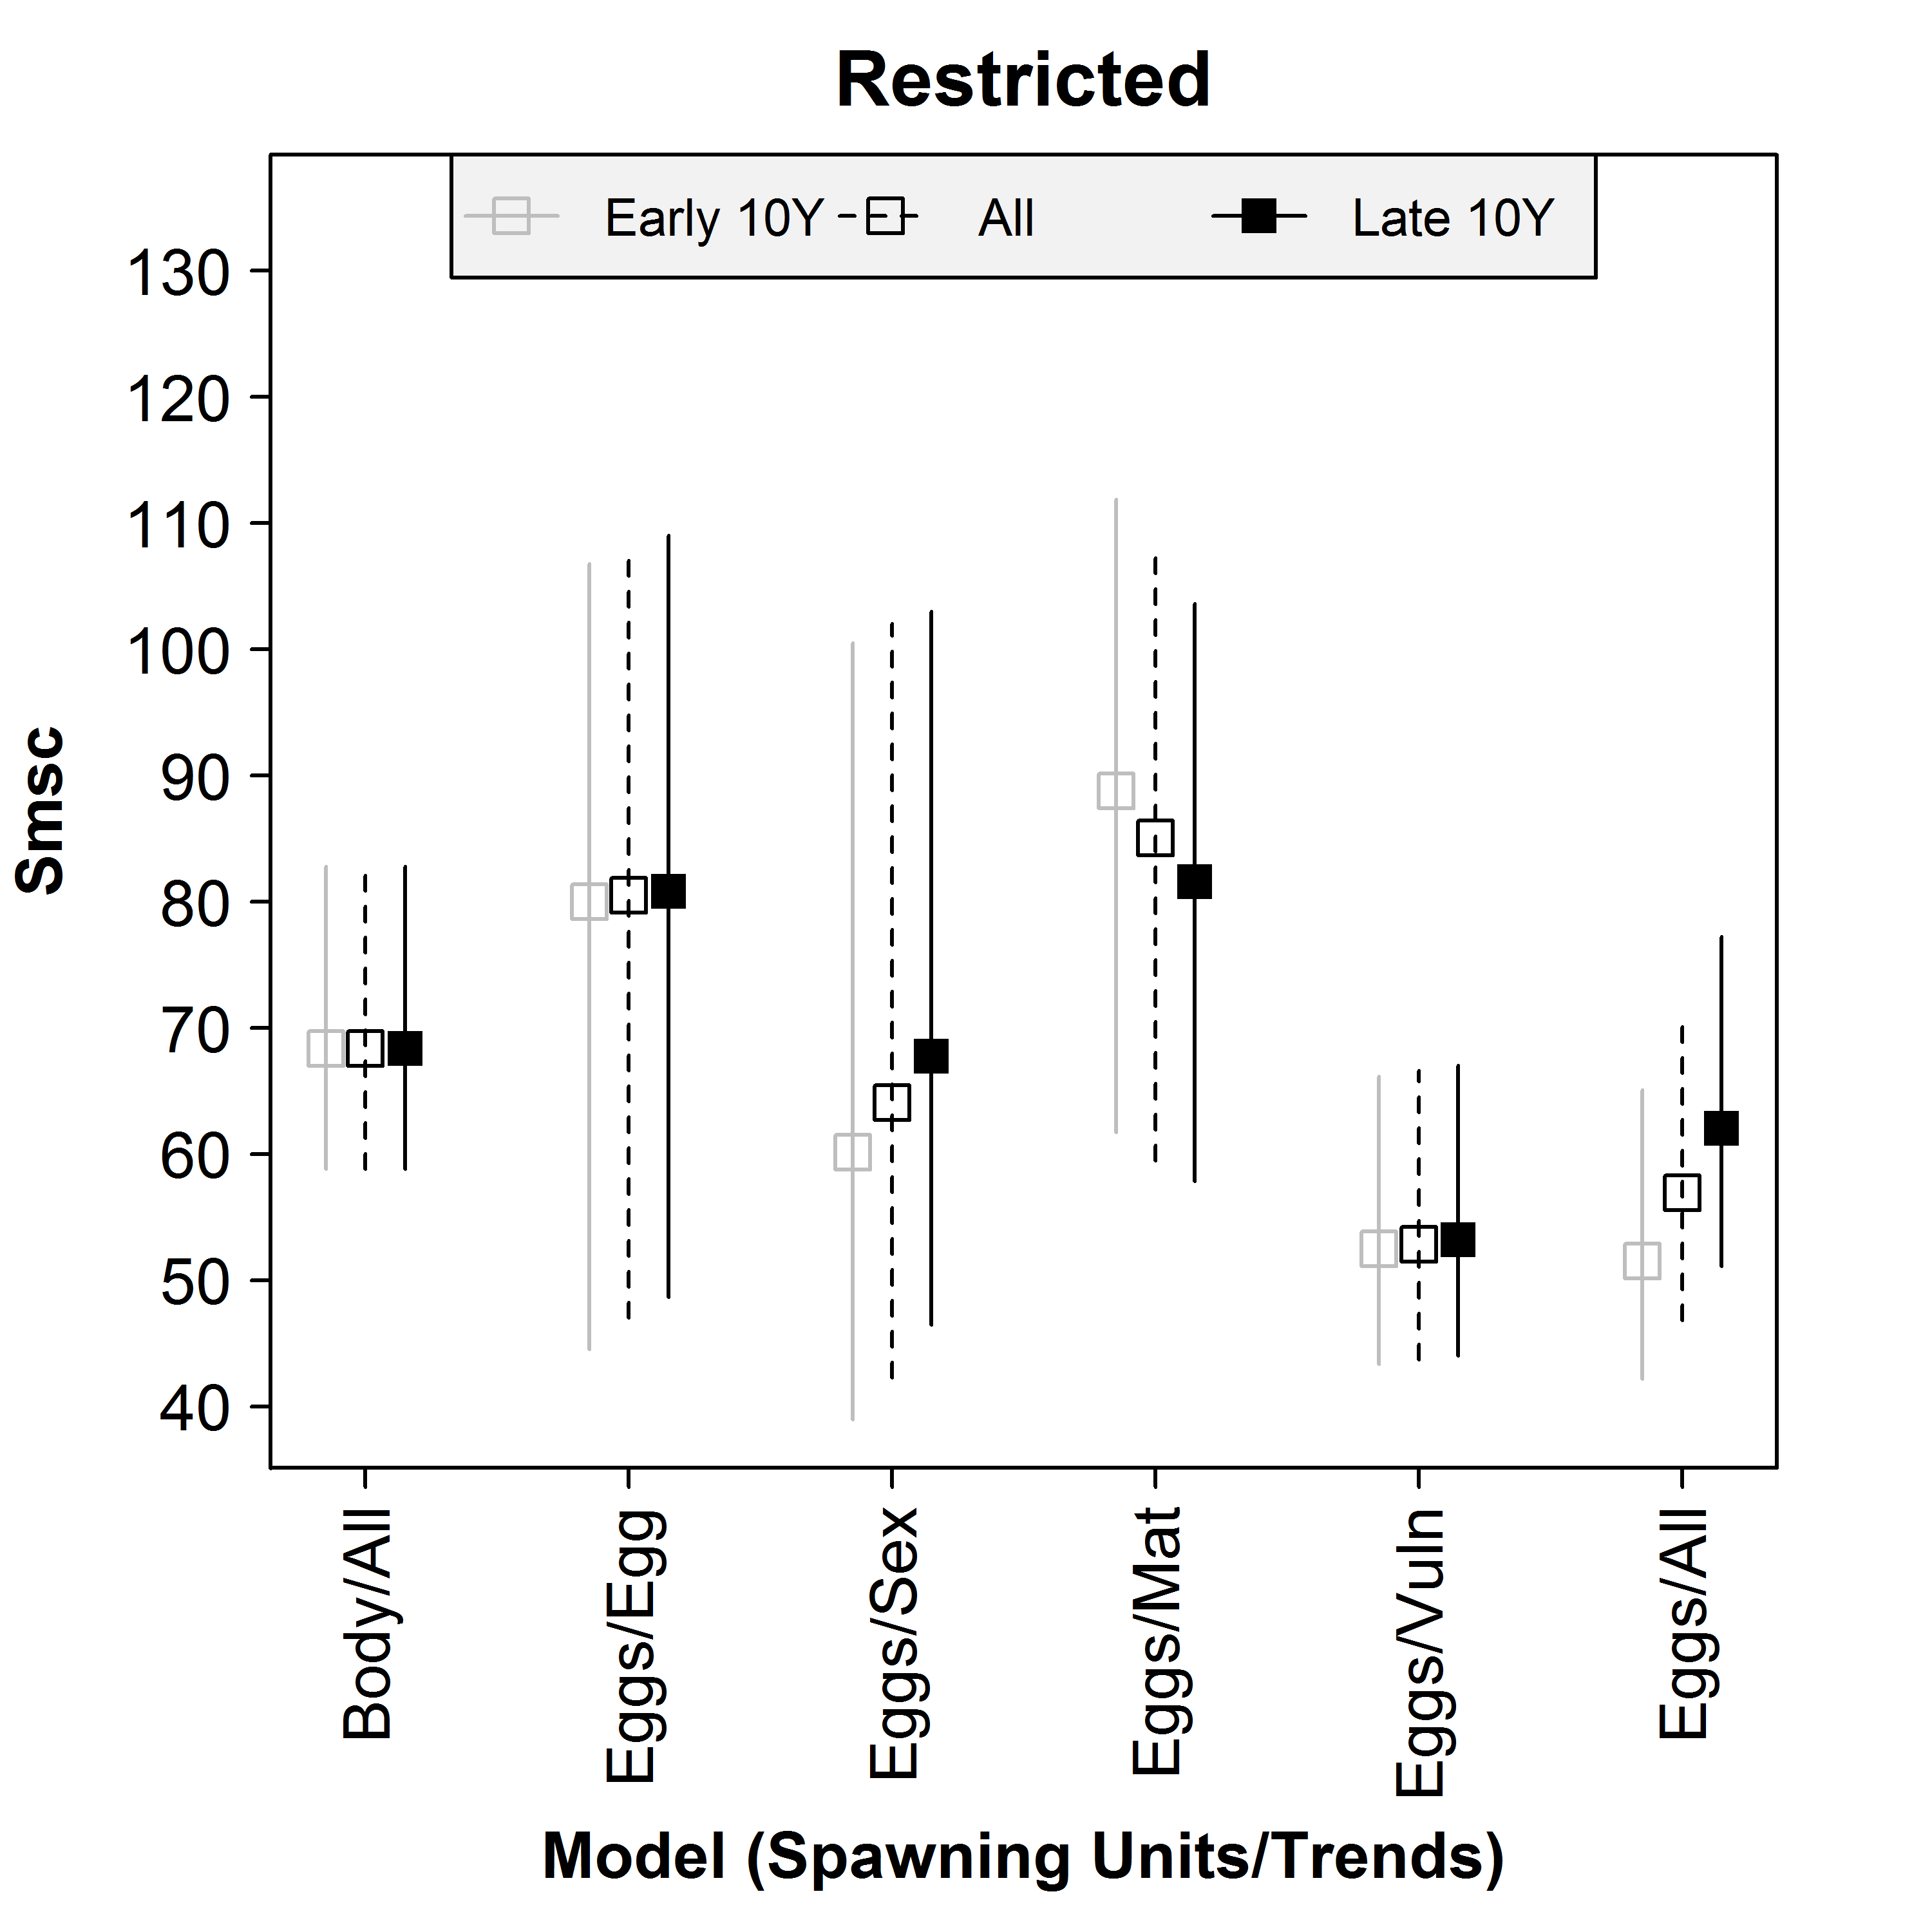 Restricted
Early 10Y All Late 10Y
130
120
110
100
90
80
70
60
50
40
Smsc
Body/All
Eggs/Egg
Eggs/Sex
Eggs/Mat
Eggs/Vuln
Eggs/All
Model (Spawning Units/Trends)